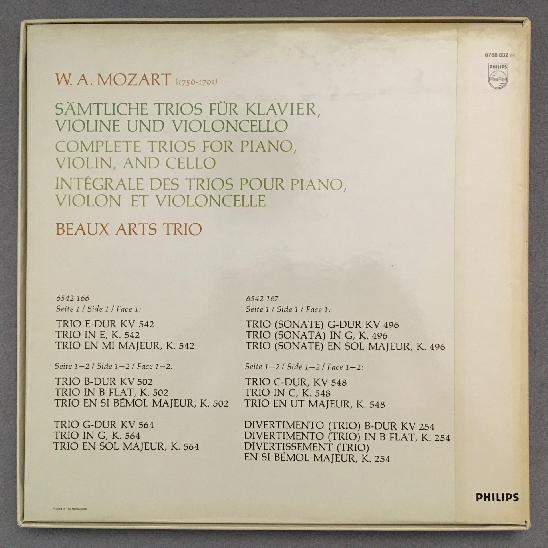 6768 032
PHILIPS
W. A. MOZART (1756-1791)
SÄMTLICHE TRIOS FÜR KLAVIER,
VIOLINE UND VIOLONCELLO
COMPLETE TRIOS FOR PIANO,
VIOLIN, AND CELLO
INTÉGRALE DES TRIOS POUR PIANO,
VIOLON ET VIOLONCELLE
BEAUX ARTS TRIO
6542 166
Seite 1 / Side 1 / Face 1:
TRIO E-DUR KV 542
TRIO IN E, K. 542
TRIO EN MI MAJEUR, K. 542
Seite 1-2 / Side 1-2 / Face 1-2:
TRIO B-DUR KV 502
TRIO IN B FLAT, K. 502
TRIO EN SI BÉMOL MAJEUR, K. 502
TRIO G-DUR KV 564
TRIO IN G, K. 564
TRIO EN SOL MAJEUR, K. 564
6542 167
Seite 1 / Side 1 / Face 1:
TRIO (SONATE) G-DUR KV 496
TRIO (SONATA) IN G, K. 496
TRIO (SONATE) EN SOL MAJEUR, K. 496
Seite 1-2 / Side 1-2 / Face 1-2:
TRIO C-DUR, KV 548
TRIO IN C, K. 548
TRIO EN UT MAJEUR, K. 548
DIVERTIMENTO (TRIO) B-DUR KV 254
DIVERTIMENTO (TRIO) IN B FLAT, K. 254
DIVERTISSEMENT (TRIO)
EN SI BÉMOL MAJEUR, K. 254
PHILIPS